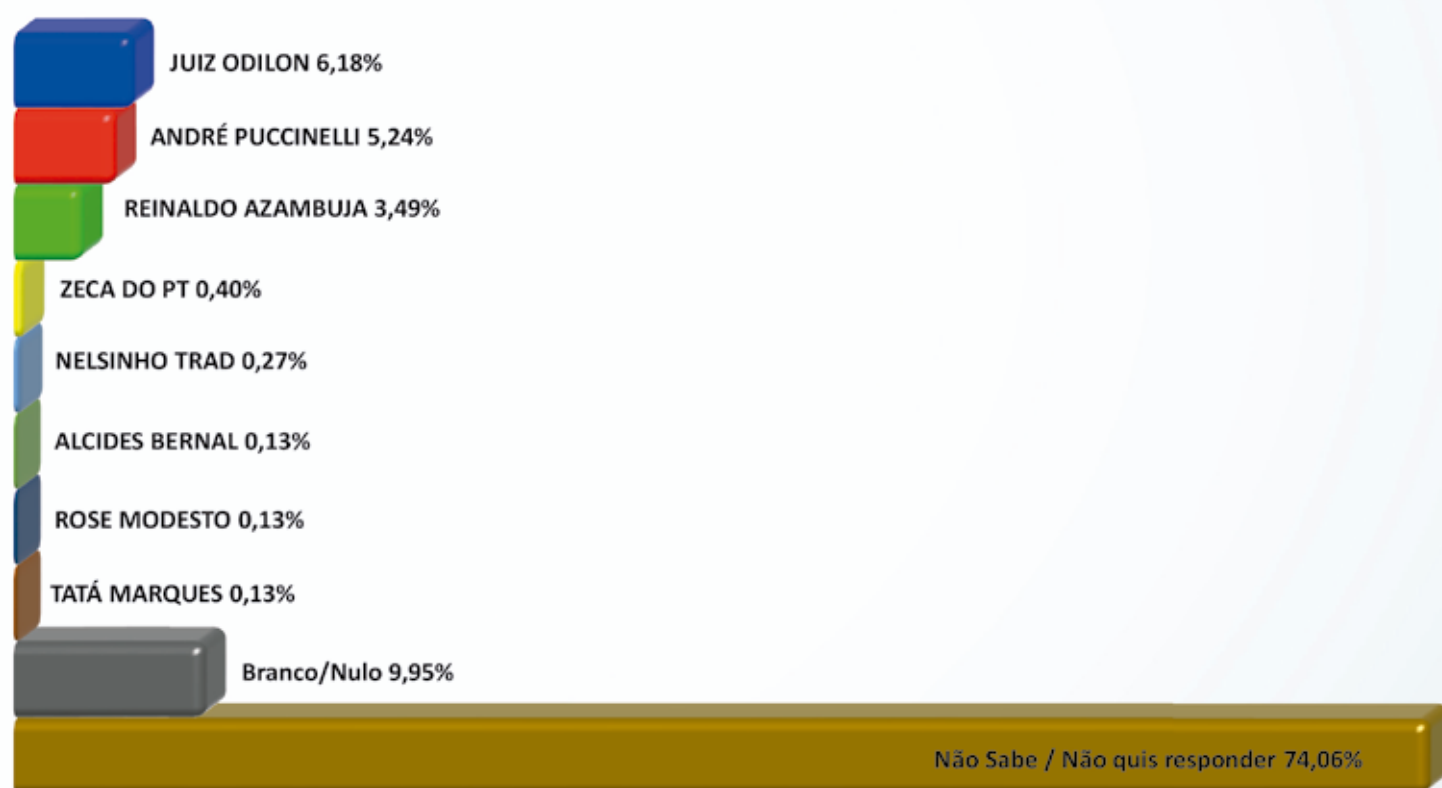 JUIZ ODILON 6,18%
ANDRÉ PUCCINELLI 5,24%
REINALDO AZAMBUJA 3,49%
ZECA DO PT 0,40%
NELSINHO TRAD 0,27%
ALCIDES BERNAL 0,13%
ROSE MODESTO 0,13%
TATÁ MARQUES 0,13%
Branco/Nulo 9,95%
Não Sabe / Não quis responder 74,06%